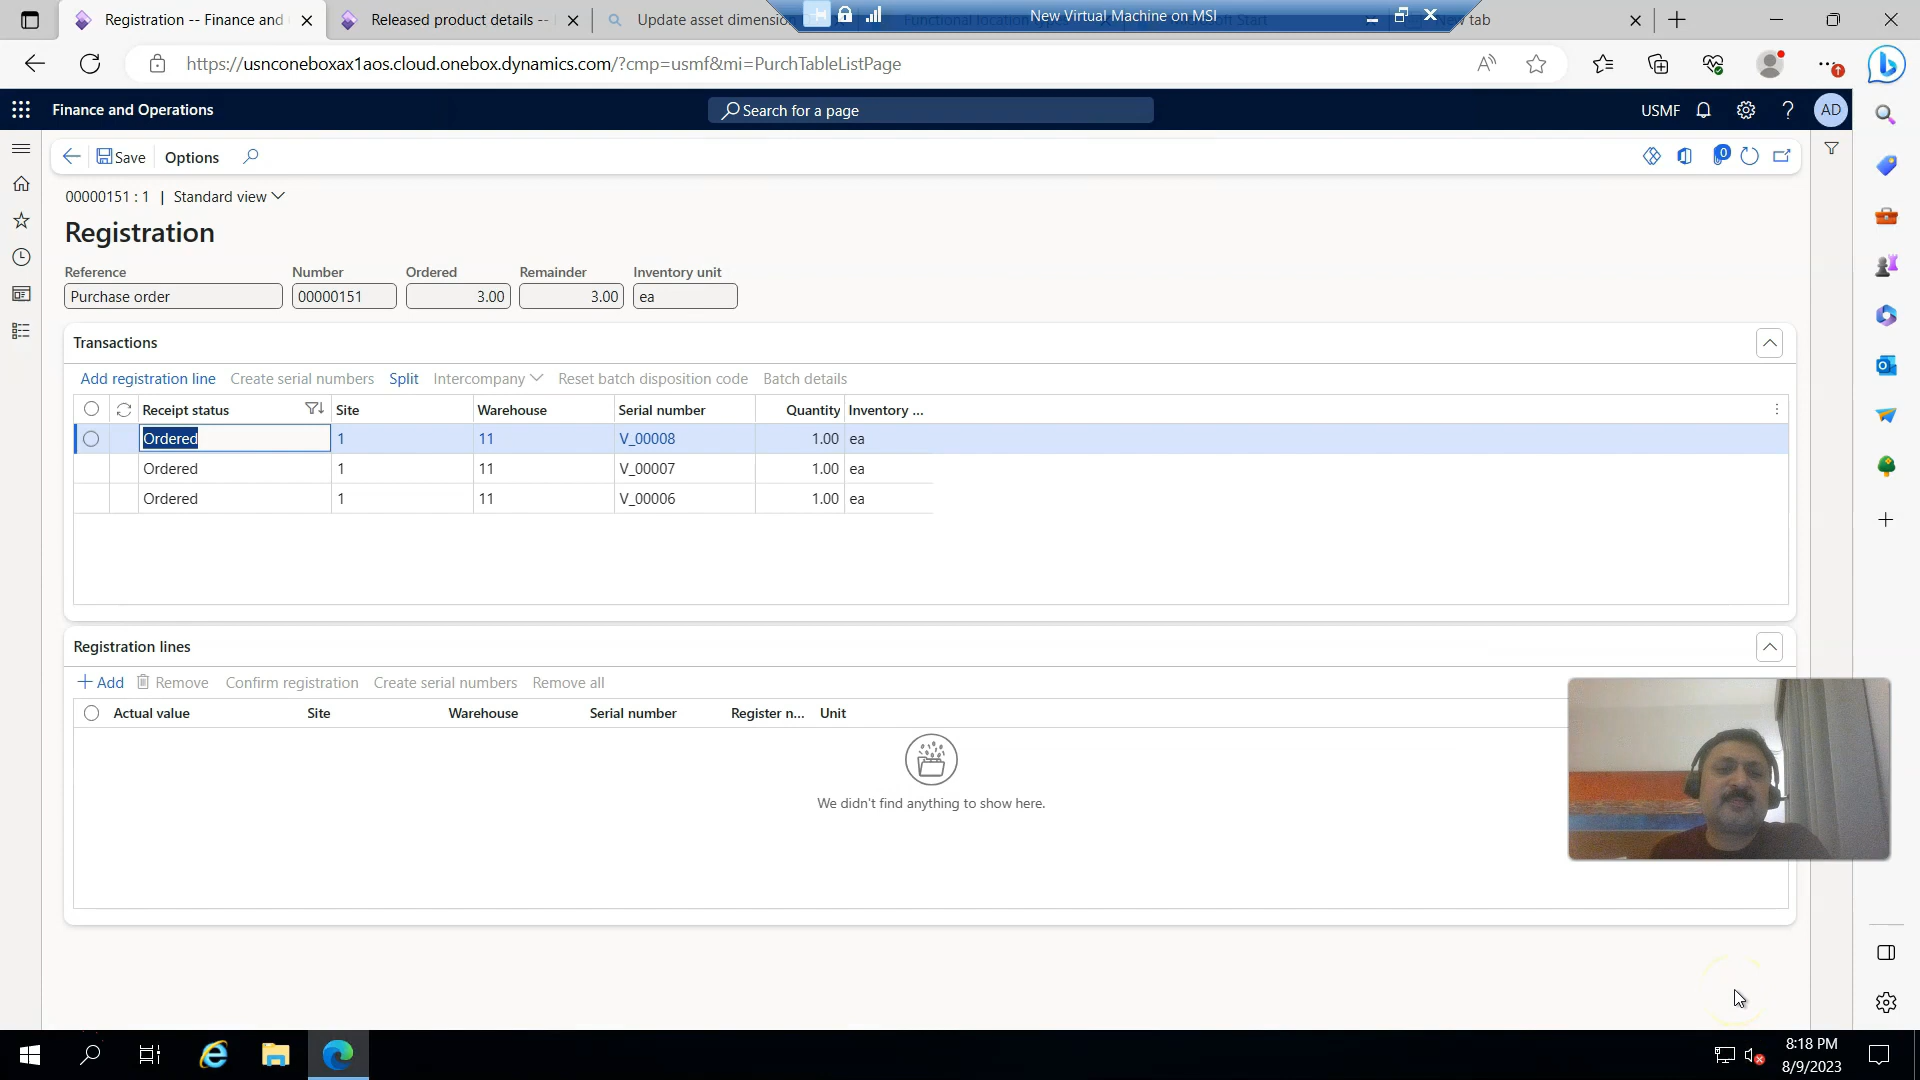 Registration -- Finance and
Released product details --
Update asset dimension
New Virtual Machine on MSI
tab
https://usnconeboxax1aos.cloud.onebox.dynamics.com/?cmp=usmf&mi=PurchTableListPage
Finance and Operations
Search for a page
USMF
AD
Save
Options
0
00000151 : 1 | Standard view
Registration
Reference
Number
Ordered
Remainder
Inventory unit
Purchase order
00000151
3.00
3.00
ea
Transactions
Add registration line
Create serial numbers
Split
Intercompany
Reset batch disposition code
Batch details
Receipt status
Site
Warehouse
Serial number
Quantity
Inventory ...
Ordered 1 11 V_00008 1.00 ea
Ordered 1 11 V_00007 1.00 ea
Ordered 1 11 V_00006 1.00 ea
Registration lines
Add
Remove
Confirm registration
Create serial numbers
Remove all
Actual value
Site
Warehouse
Serial number
Register n...
Unit
We didn't find anything to show here.
8:18 PM
8/9/2023